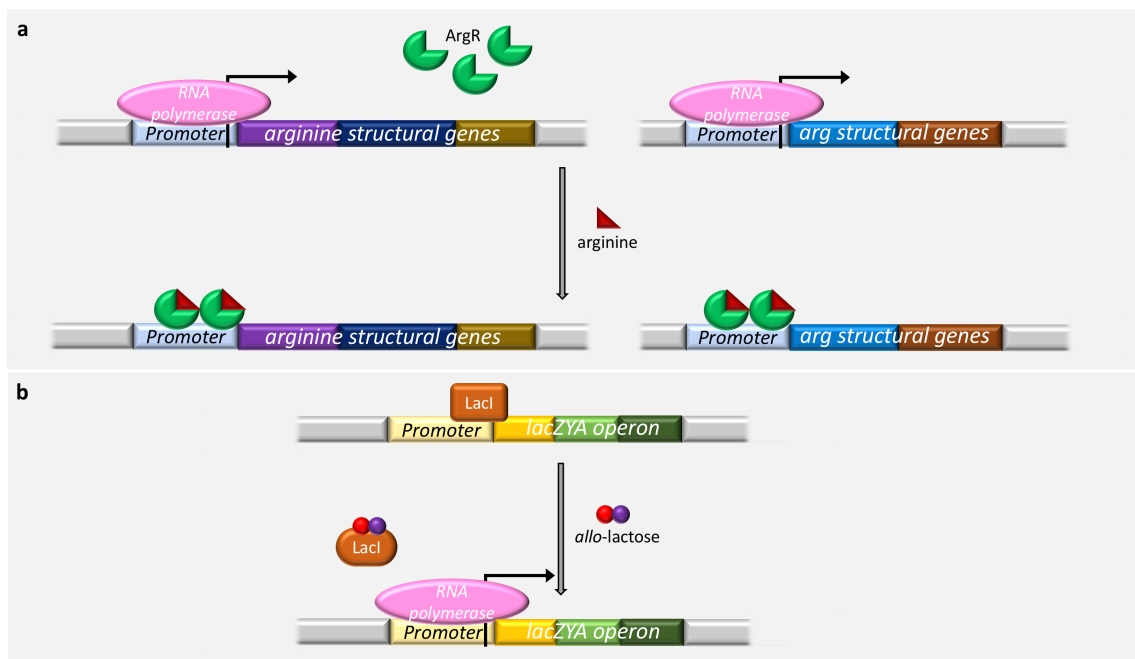 a
ArgR
RNA
polymerase
Promoter
arginine structural genes
RNA
polymerase
Promoter
arg structural genes
arginine
Promoter
arginine structural genes
Promoter
arg structural genes
b
LacI
Promoter
lacZYA operon
allo-lactose
LacI
RNA
polymerase
Promoter
lacZYA operon